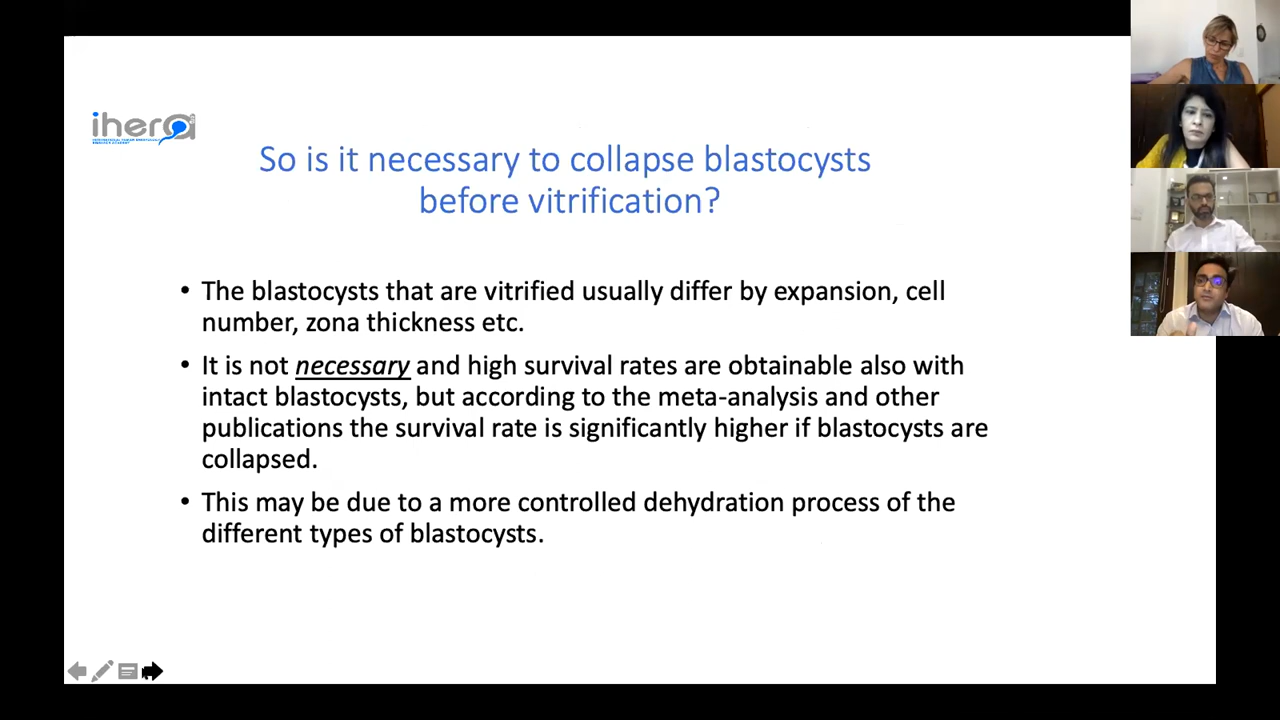 ihera
So is it necessary to collapse blastocysts
before vitrification?
• The blastocysts that are vitrified usually differ by expansion, cell
number, zona thickness etc.
• It is not necessary and high survival rates are obtainable also with
intact blastocysts, but according to the meta-analysis and other
publications the survival rate is significantly higher if blastocysts are
collapsed.
• This may be due to a more controlled dehydration process of the
different types of blastocysts.